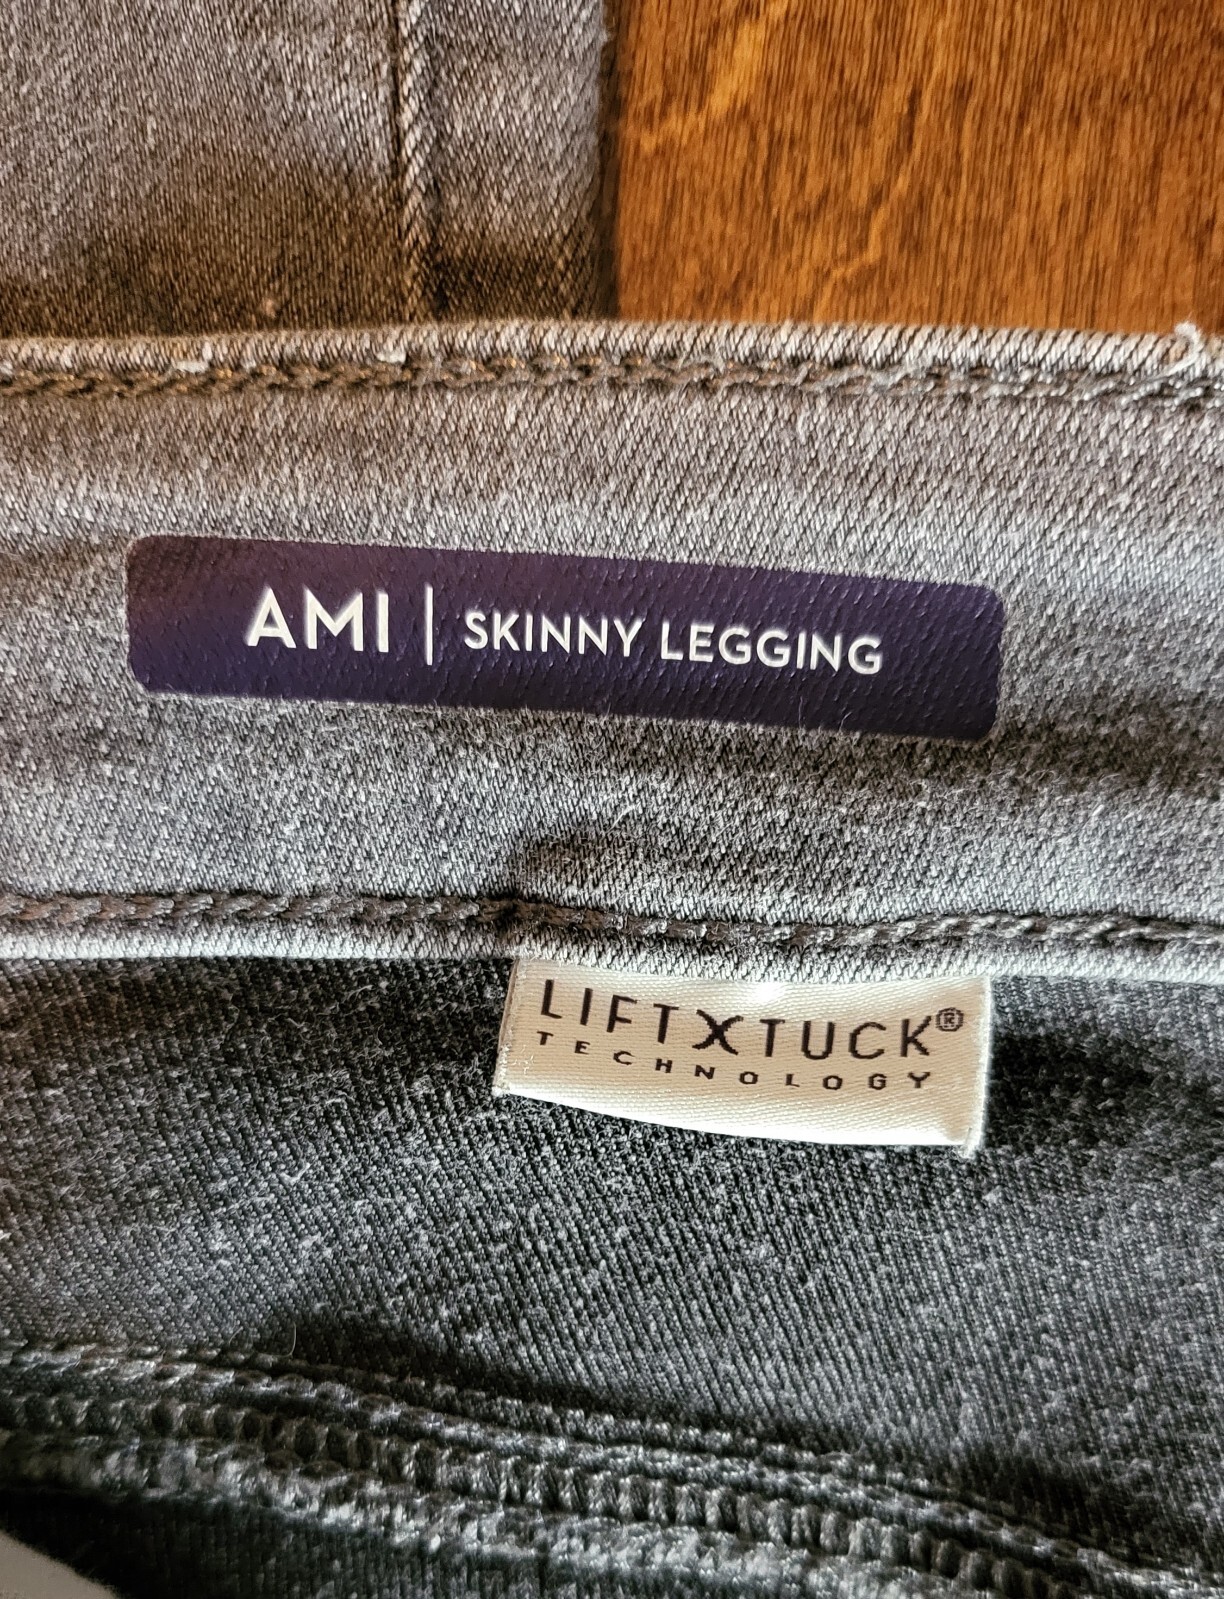 AMI | SKINNY LEGGING
LIFTXTUCK®
TECHNOLOGY